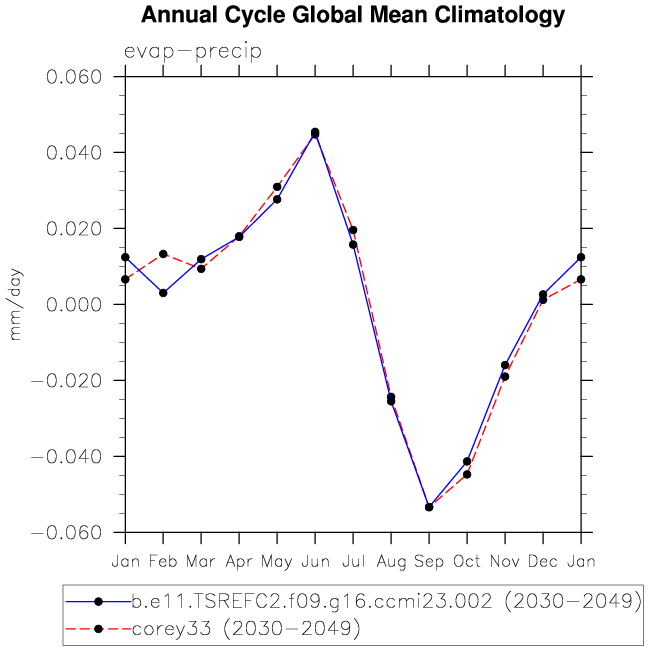 Annual Cycle Global Mean Climatology
evap-precip
0.060
0.040
0.020
0.000
-0.020
-0.040
-0.060
mm/day
Jan Feb Mar Apr May Jun Jul Aug Sep Oct Nov Dec Jan
b.e11.TSREFC2.f09.g16.ccmi23.002 (2030-2049)
corey33 (2030-2049)